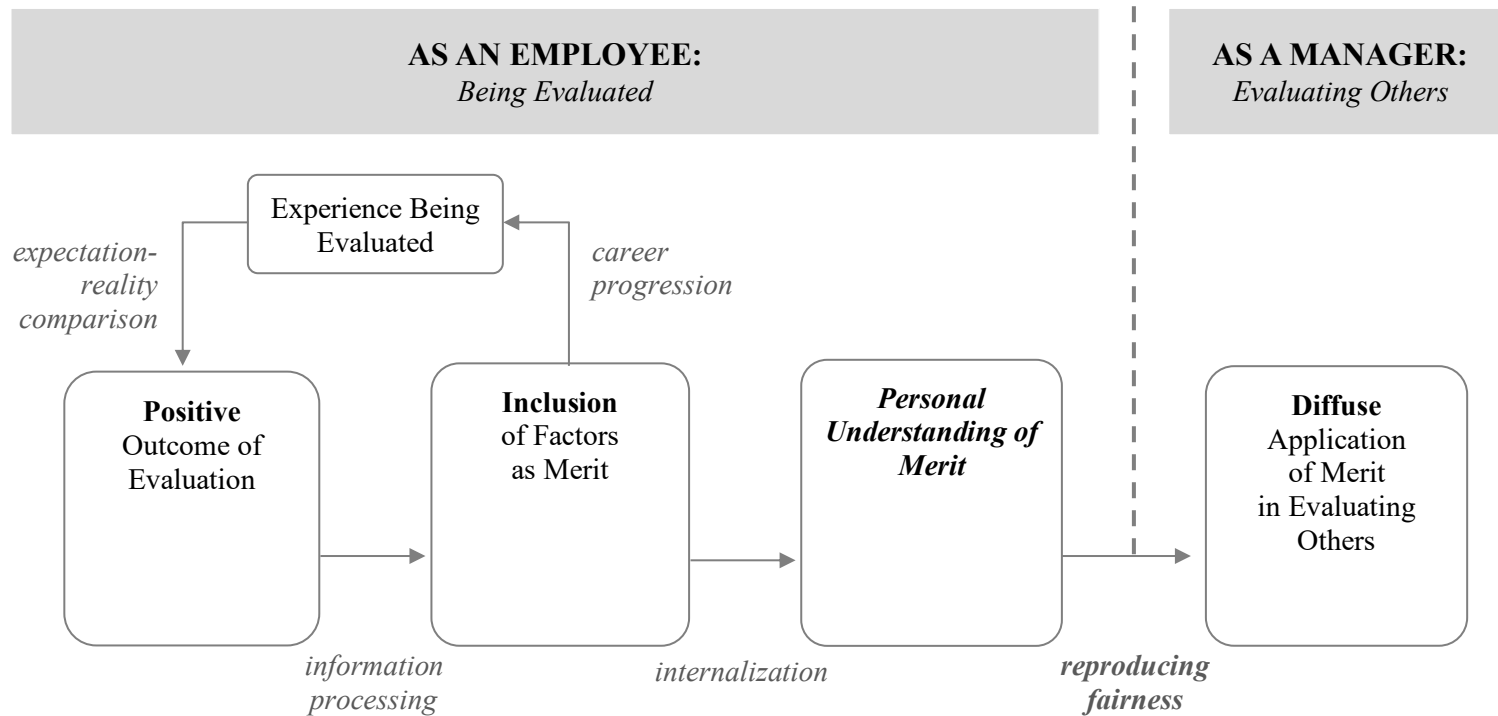 AS AN EMPLOYEE:
Being Evaluated
AS A MANAGER:
Evaluating Others
Experience Being
Evaluated
expectation-
reality
comparison
career
progression
Positive
Outcome of
Evaluation
Inclusion
of Factors
as Merit
Personal
Understanding of
Merit
Diffuse
Application
of Merit
in Evaluating
Others
information
processing
internalization
reproducing
fairness